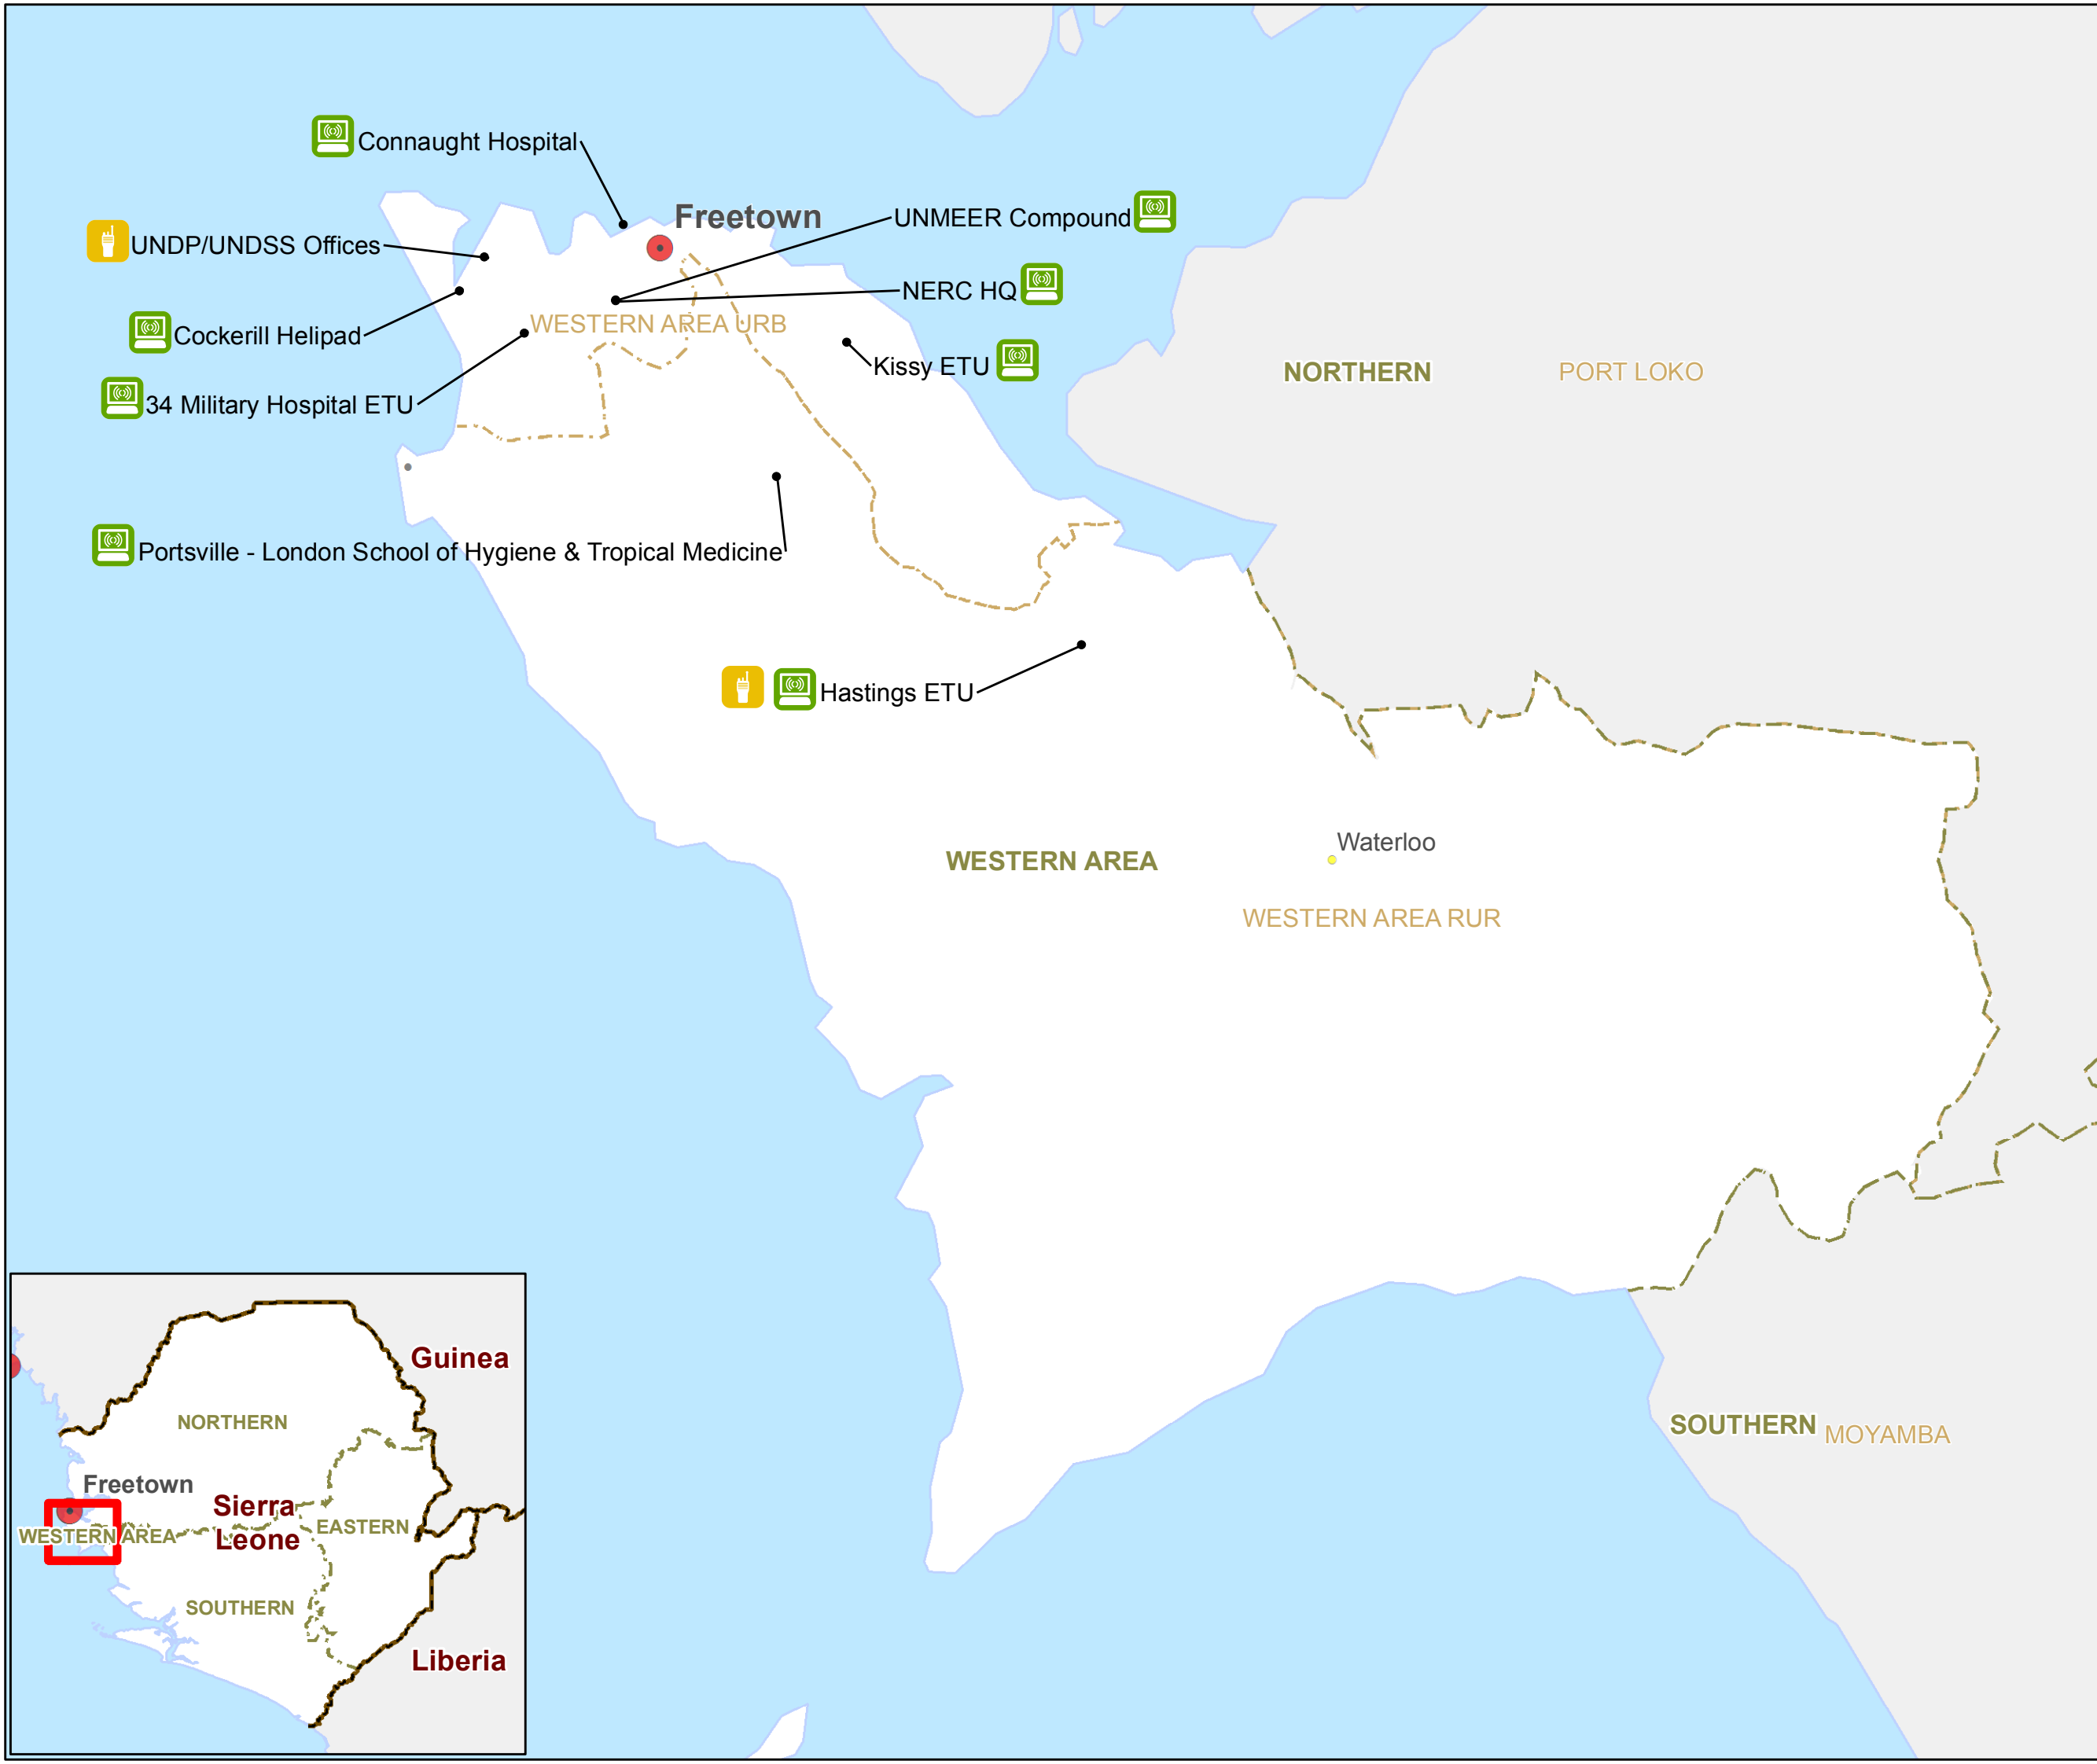 Connaught Hospital
Freetown
UNMEER Compound
UNDP/UNDSS Offices
NERC HQ
WESTERN AREA URB
Cockerill Helipad
Kissy ETU
NORTHERN
PORT LOKO
34 Military Hospital ETU
Portsville - London School of Hygiene & Tropical Medicine
Hastings ETU
Waterloo
WESTERN AREA
WESTERN AREA RUR
Guinea
NORTHERN
Freetown
Sierra
Leone
EASTERN
WESTERN AREA
SOUTHERN
Liberia
SOUTHERN
MOYAMBA